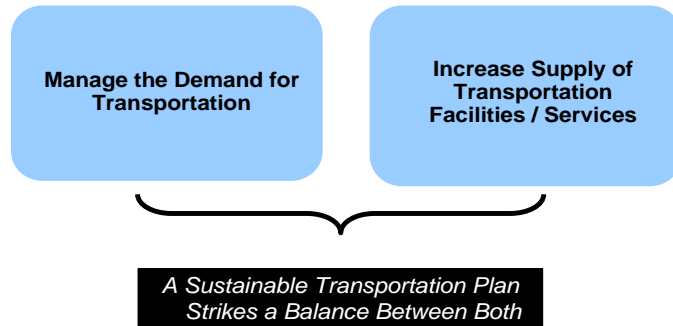 Manage the Demand for
Transportation
Increase Supply of
Transportation
Facilities / Services
A Sustainable Transportation Plan
Strikes a Balance Between Both